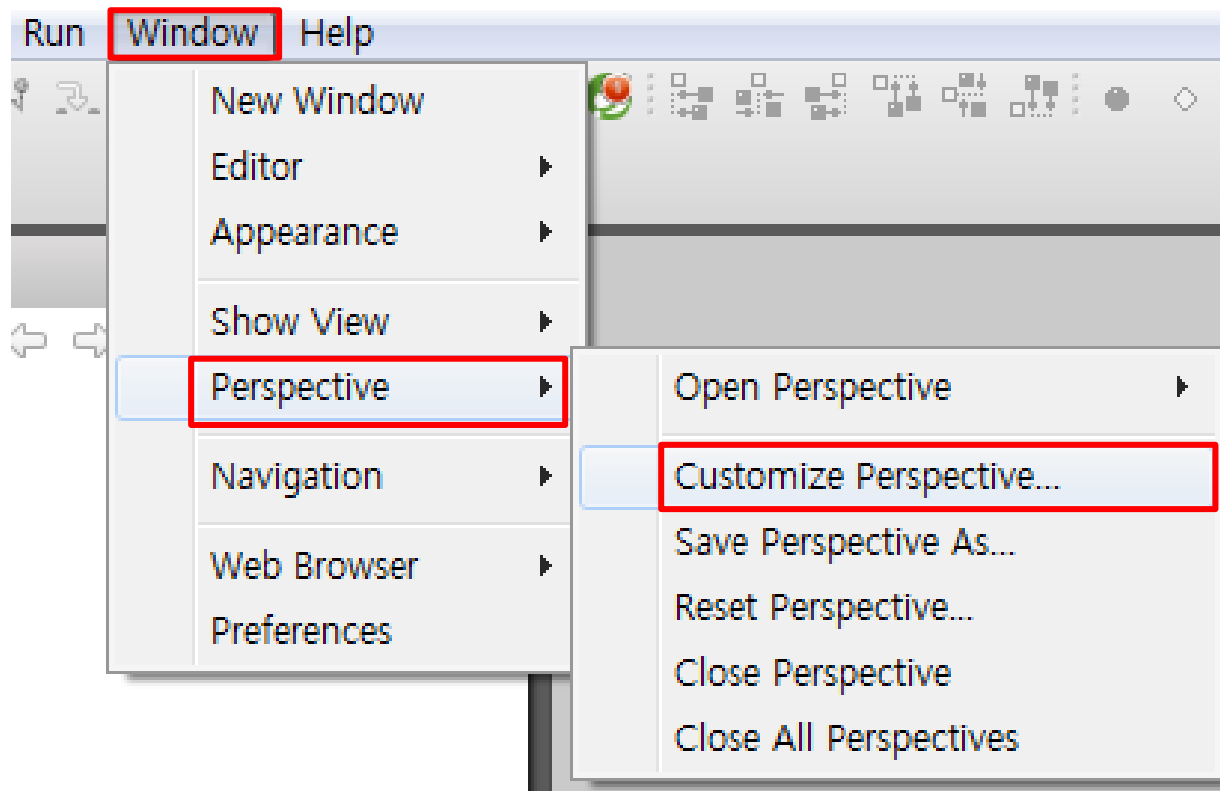 Run Window Help
New Window
Editor
Appearance
Show View
Perspective
Navigation
Web Browser
Preferences
Open Perspective
Customize Perspective...
Save Perspective As...
Reset Perspective...
Close Perspective
Close All Perspectives